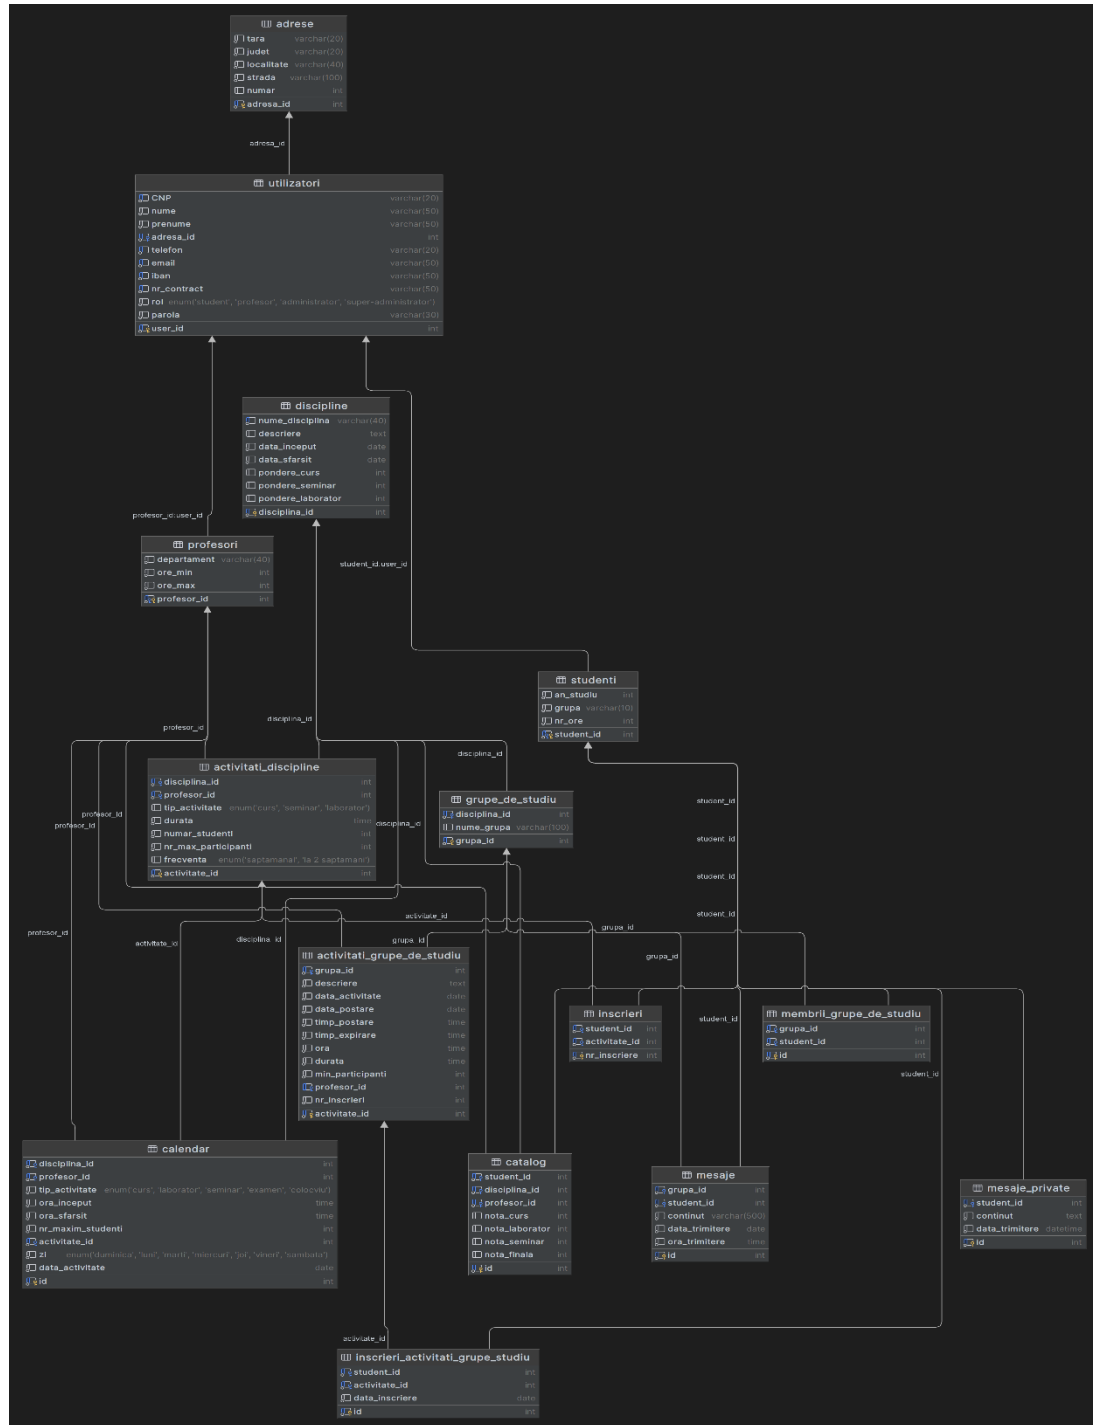 adrese
tara varchar(20)
judet varchar(20)
localitate varchar(40)
strada varchar(100)
numar int
adresa_id int
adresa_id
utilizatori
CNP varchar(20)
nume varchar(50)
prenume varchar(50)
adresa_id int
telefon varchar(20)
email varchar(50)
iban varchar(50)
nr_contract varchar(50)
rol enum('student', 'profesor', 'administrator', 'super-administrator')
parola varchar(30)
user_id int
discipline
nume_disciplina varchar(40)
descriere text
data_inceput date
data_sfarsit date
pondere_curs int
pondere_seminar int
pondere_laborator int
disciplina_id int
profesor_id:user_id
profesori
departament varchar(40)
ore_min int
ore_max int
profesor_id int
student_id:user_id
studenti
an_studiu int
grupa varchar(10)
nr_ore int
student_id int
profesor_id
disciplina_id
disciplina_id
activitati_discipline
disciplina_id int
profesor_id int
tip_activitate enum('curs', 'seminar', 'laborator')
durata time
numar_studenti int
nr_max_participanti int
frecventa enum('saptamanal', 'la 2 saptamani')
activitate_id int
profesor_id
profesor_id
disciplina_id
grupe_de_studiu
disciplina_id int
nume_grupa varchar(100)
grupa_id int
student_id
student_id
student_id
student_id
activitate_id
profesor_id
activitate_id
disciplina_id
grupa_id
grupa_id
grupa_id
activitati_grupe_de_studiu
grupa_id int
descriere text
data_activitate date
data_postare date
timp_postare time
timp_expirare time
ora time
durata time
min_participanti int
profesor_id int
nr_inscrieri int
activitate_id int
inscrieri
student_id int
activitate_id int
nr_inscriere int
membrii_grupe_de_studiu
grupa_id int
student_id int
id int
student_id
student_id
calendar
disciplina_id int
profesor_id int
tip_activitate enum('curs', 'laborator', 'seminar', 'examen', 'colocviu')
ora_inceput time
ora_sfarsit time
nr_maxim_studenti int
activitate_id int
zi enum('duminica', 'luni', 'marti', 'miercuri', 'joi', 'vineri', 'sambata')
data_activitate date
id int
catalog
student_id int
disciplina_id int
profesor_id int
nota_curs int
nota_laborator int
nota_seminar int
nota_finala int
id int
mesaje
grupa_id int
student_id int
continut varchar(500)
data_trimitere date
ora_trimitere time
id int
mesaje_private
student_id int
continut text
data_trimitere datetime
id int
activitate_id
inscrieri_activitati_grupe_studiu
student_id int
activitate_id int
data_inscriere date
id int